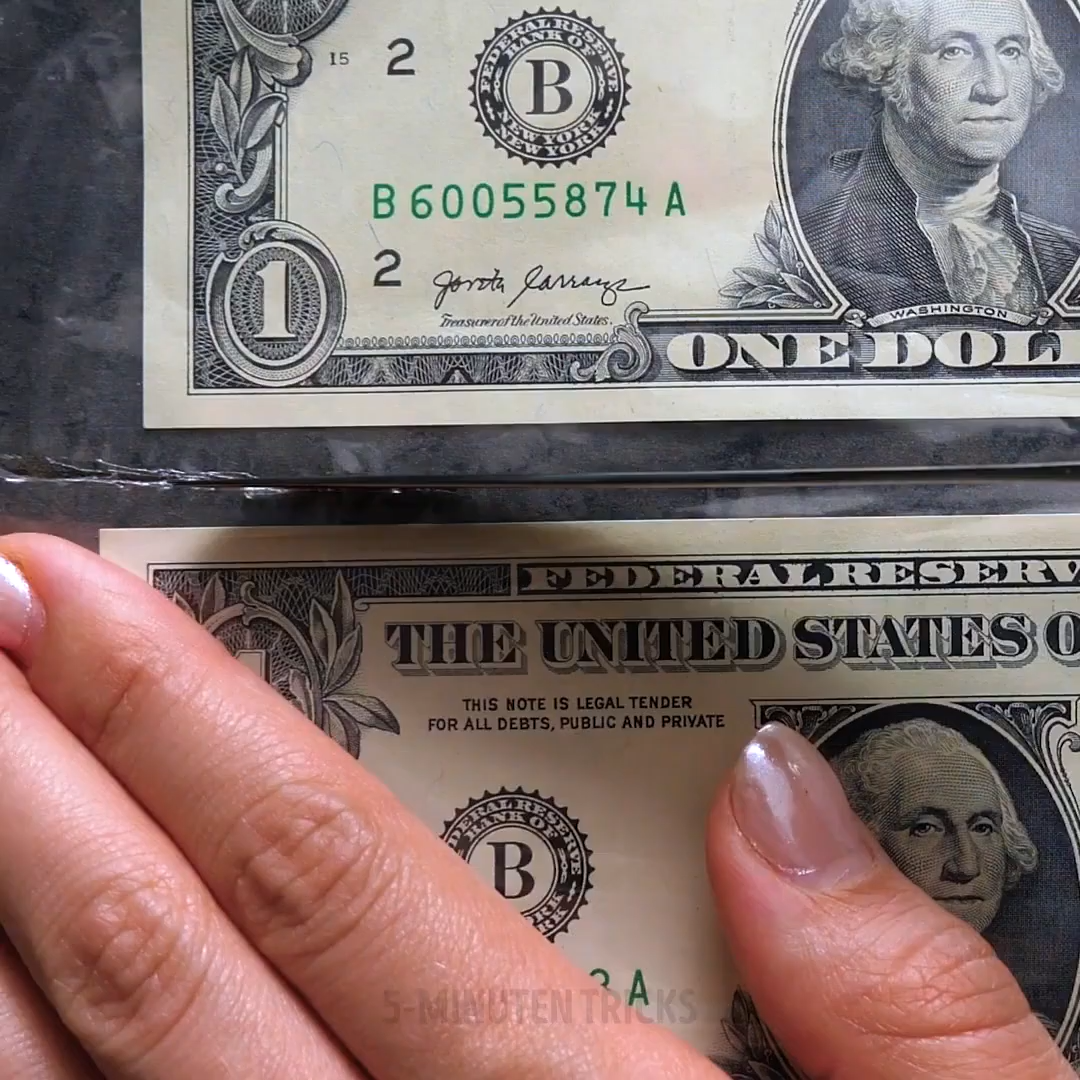 15 2
FEDERAL RESERVE
BANK OF
B
NEW YORK
NEW YORK
B 60055874 A
2
Treasurer of the United States.
1
WASHINGTON
ONE DOL
FEDERAL RESERV
THE UNITED STATES O
THIS NOTE IS LEGAL TENDER
FOR ALL DEBTS, PUBLIC AND PRIVATE
FEDERAL RESERVE
BANK OF
B
A
5-MINUTEN TRICKS